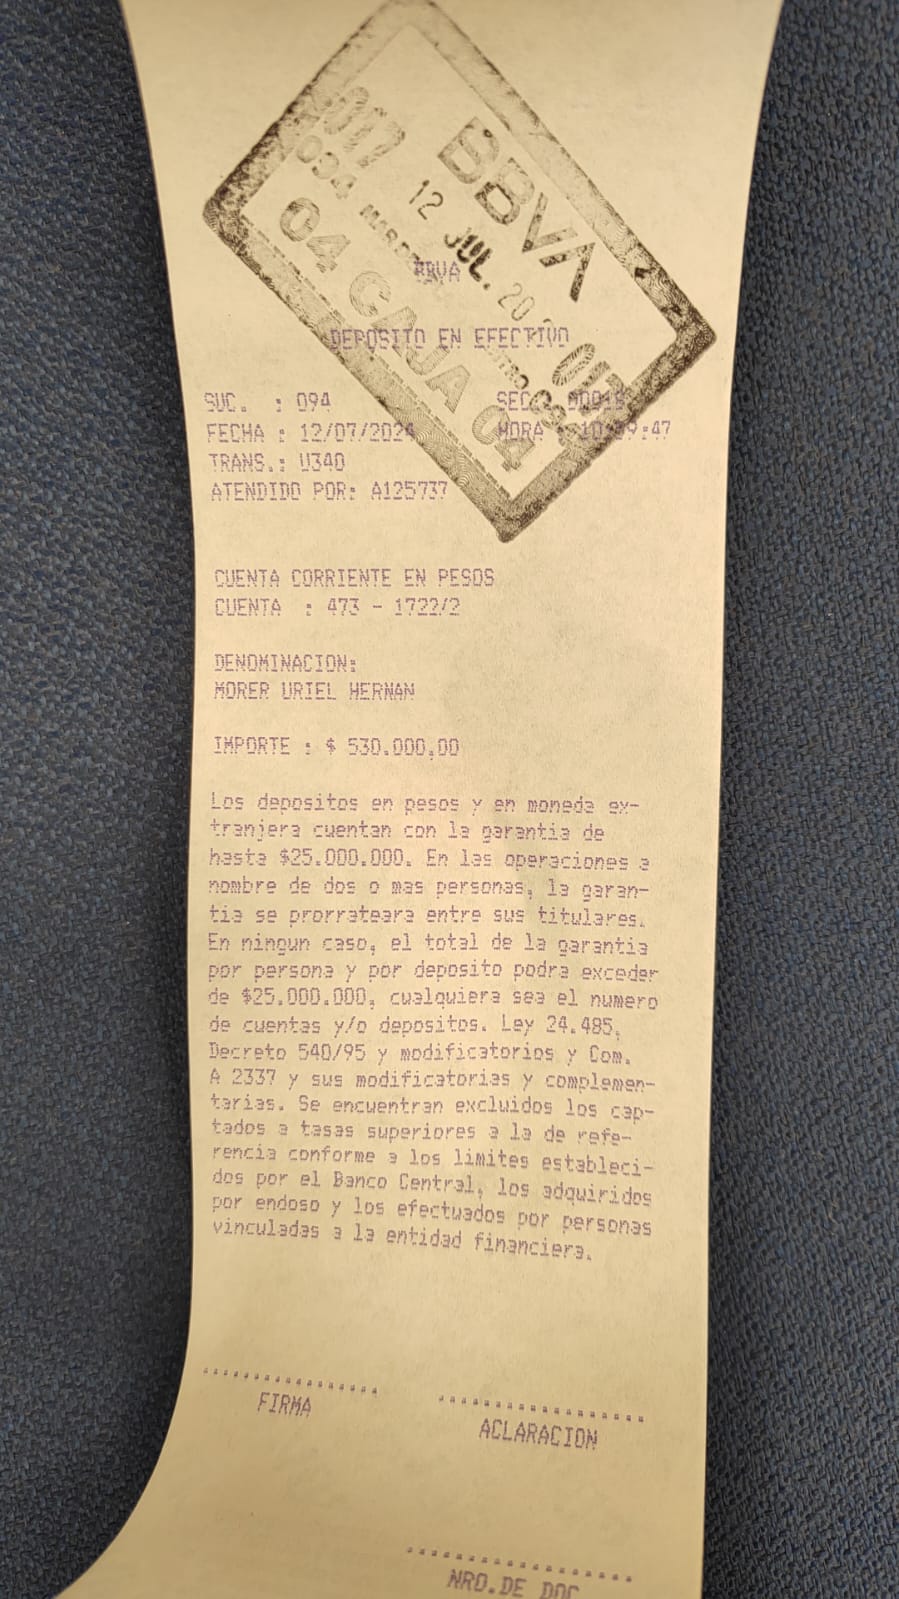 BBVA
12 JUL. 20
017
094
04 CAJA 04
BBVA
DEPOSITO EN EFECTIVO
SUC. : 094 SEC.
FECHA : 12/07/2024 HORA :
TRANS.: U340
ATENDIDO POR: A125737
CUENTA CORRIENTE EN PESOS
CUENTA : 473 - 1722/2
DENOMINACION:
MORER URIEL HERNAN
IMPORTE : $ 530.000,00
Los depositos en pesos y en moneda ex-
tranjera cuentan con la garantia de
hasta $25.000.000. En las operaciones a
nombre de dos o mas personas, la garan-
tia se prorrateara entre sus titulares.
En ningun caso, el total de la garantia
por persona y por deposito podra exceder
de $25.000.000, cualquiera sea el numero
de cuentas y/o depositos. Ley 24.485,
Decreto 540/95 y modificatorios y Com.
A 2337 y sus modificatorias y complemen-
tarias. Se encuentran excluidos los cap-
tados a tasas superiores a la de refe-
rencia conforme a los limites estableci-
dos por el Banco Central, los adquiridos
por endoso y los efectuados por personas
vinculadas a la entidad financiera.
FIRMA
ACLARACION
NRO.DE DOC